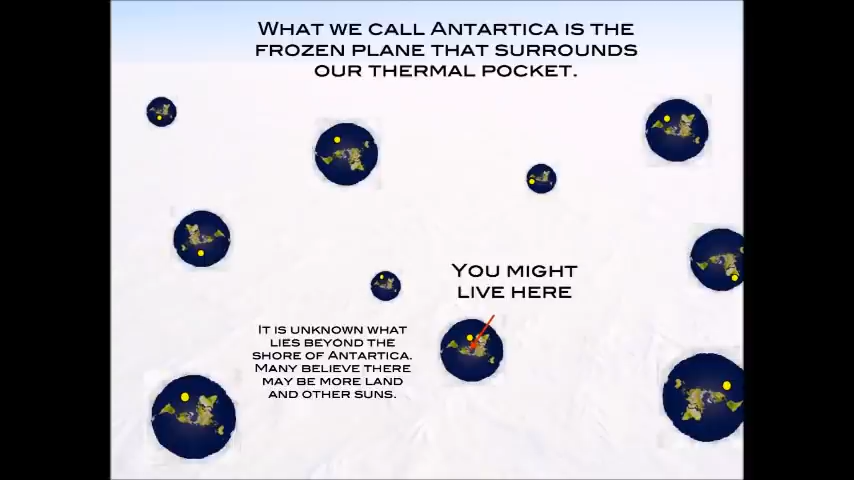 What we call Antartica is the
frozen plane that surrounds
our thermal pocket.
You might
live here
It is unknown what
lies beyond the
shore of Antartica.
Many believe there
may be more land
and other suns.